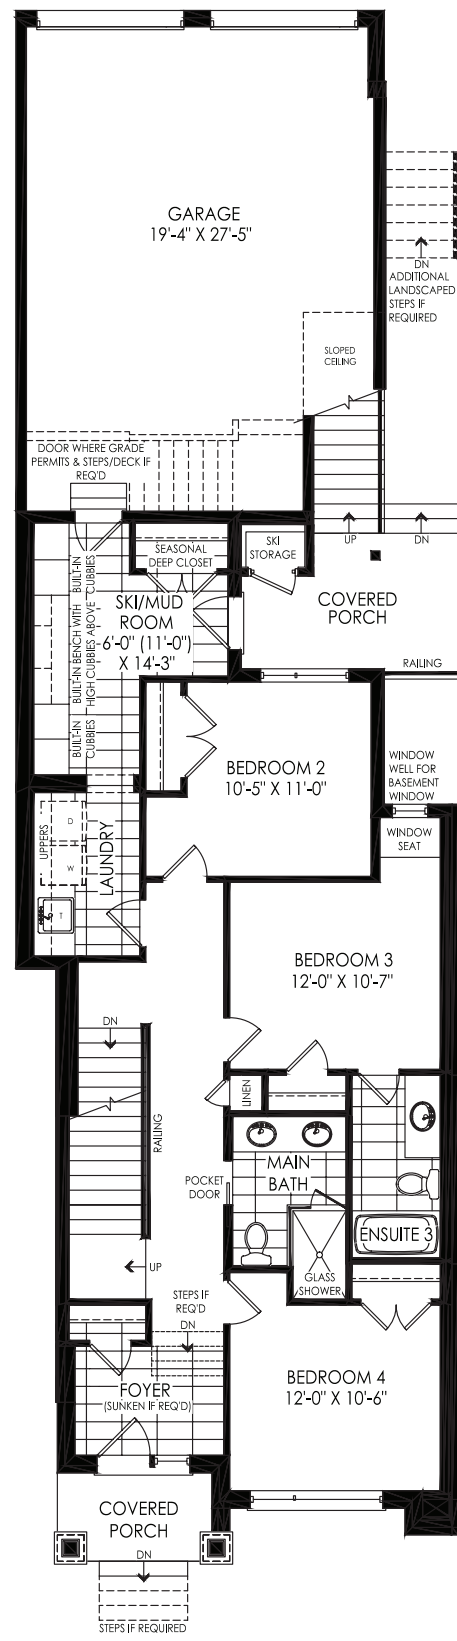 GARAGE
19'-4" X 27'-5"
DN
ADDITIONAL
LANDSCAPED
STEPS IF
REQUIRED
SLOPED
CEILING
DOOR WHERE GRADE
PERMITS & STEPS/DECK IF
REQ'D
UP
DN
SEASONAL
DEEP CLOSET
SKI
STORAGE
BUILT-IN
CUBBIES
BUILT-IN BENCH WITH
HIGH CUBBIES ABOVE
BUILT-IN
CUBBIES
SKI/MUD
ROOM
6'-0" (11'-0")
X 14'-3"
COVERED
PORCH
RAILING
BEDROOM 2
10'-5" X 11'-0"
WINDOW
WELL FOR
BASEMENT
WINDOW
WINDOW
SEAT
UPPERS
D
W
T
LAUNDRY
BEDROOM 3
12'-0" X 10'-7"
DN
RAILING
LINEN
POCKET
DOOR
MAIN
BATH
ENSUITE 3
GLASS
SHOWER
UP
STEPS IF
REQ'D
DN
FOYER
(SUNKEN IF REQ'D)
BEDROOM 4
12'-0" X 10'-6"
COVERED
PORCH
DN
STEPS IF REQUIRED